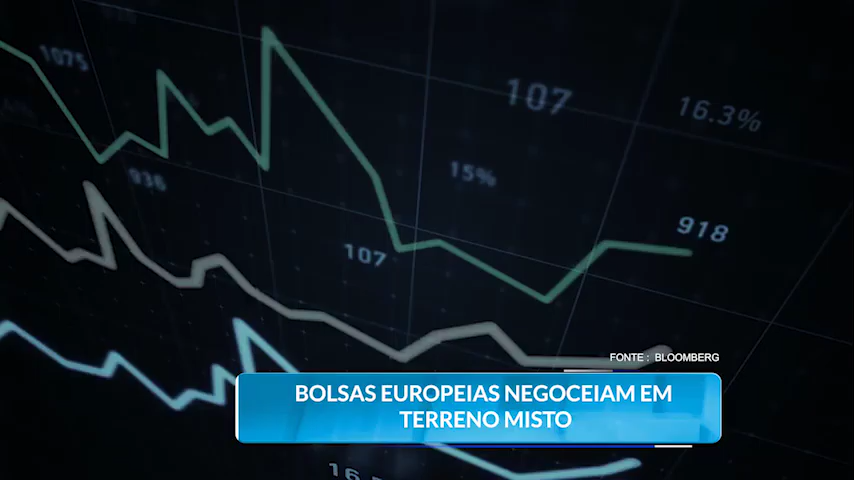 1075
107
16.3%
15%
936
918
107
FONTE : BLOOMBERG
BOLSAS EUROPEIAS NEGOCEIAM EM
TERRENO MISTO